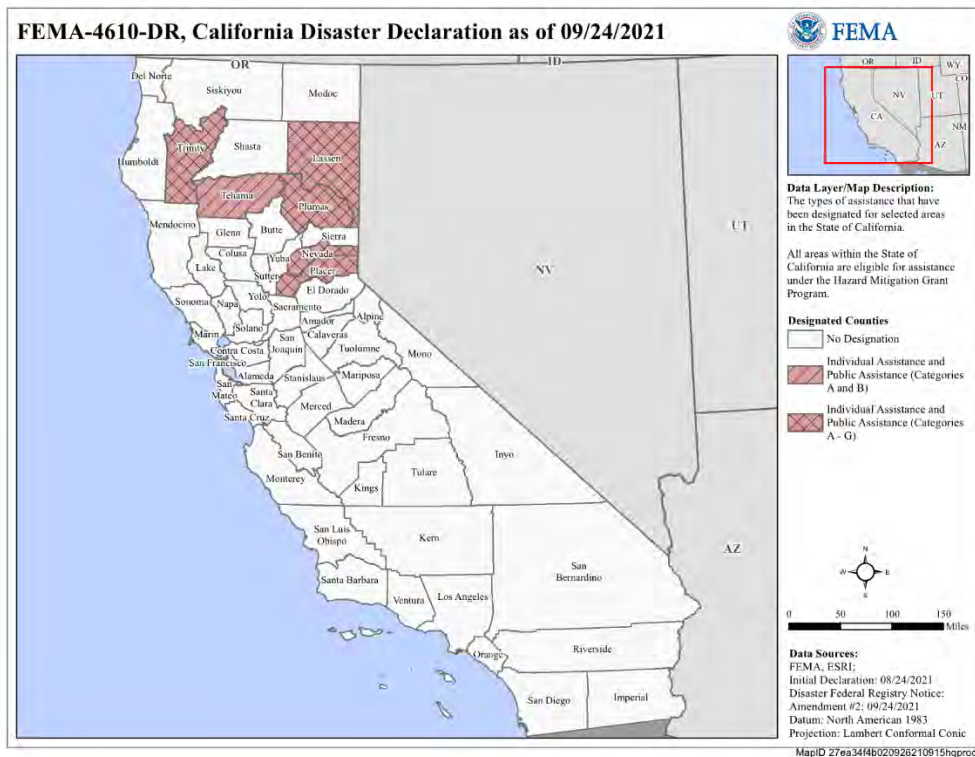 FEMA-4610-DR, California Disaster Declaration as of 09/24/2021
FEMA
OR
ID
Del Norte
Siskiyou
Modoc
Trinity
Shasta
Lassen
Humboldt
Tehama
Plumas
Mendocino
Glenn
Butte
Sierra
Colusa
Yuba
Nevada
Lake
Sutter
Placer
El Dorado
Sonoma
Napa
Yolo
Sacramento
Amador
Alpine
Marin
Solano
San
Joaquin
Calaveras
Contra Costa
Tuolumne
Mono
San Francisco
Alameda
Stanislaus
Mariposa
San
Mateo
Santa
Clara
Merced
Santa Cruz
Madera
Fresno
San Benito
Inyo
Monterey
Kings
Tulare
San Luis
Obispo
Kern
San
Bernardino
Santa Barbara
Ventura
Los Angeles
Orange
Riverside
San Diego
Imperial
NV
UT
AZ
OR
ID
WY
CO
NV
UT
CA
NM
AZ
Data Layer/Map Description:
The types of assistance that have
been designated for selected areas
in the State of California.
All areas within the State of
California are eligible for assistance
under the Hazard Mitigation Grant
Program.
Designated Counties
No Designation
Individual Assistance and
Public Assistance (Categories
A and B)
Individual Assistance and
Public Assistance (Categories
A - G)
N
W
E
S
0 50 100 150
Miles
Data Sources:
FEMA, ESRI;
Initial Declaration: 08/24/2021
Disaster Federal Registry Notice:
Amendment #2: 09/24/2021
Datum: North American 1983
Projection: Lambert Conformal Conic
MapID 27ea34f4b020926210915hqprod